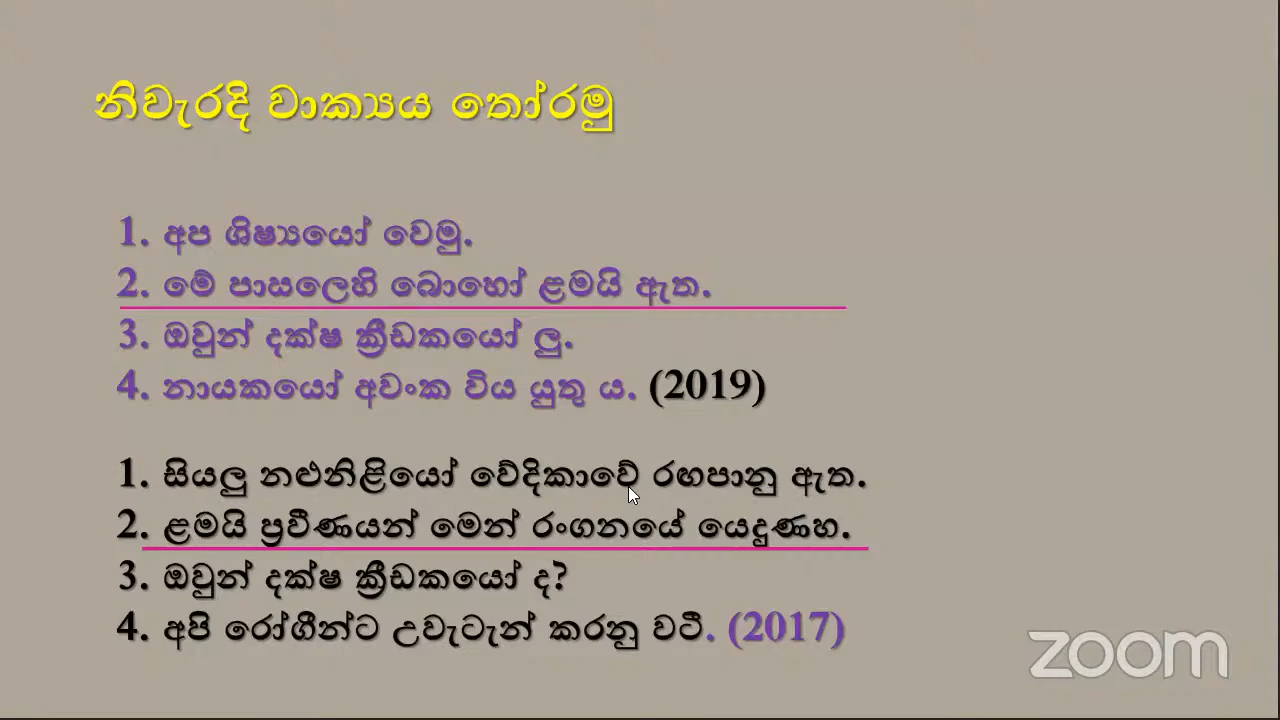 නිවැරදි වාක්‍යය තෝරමු
1. අප ශිෂ්‍යයෝ වෙමු.
2. මේ පාසලෙහි බොහෝ ළමයි ඇත.
3. ඔවුන් දක්ෂ ක්‍රීඩකයෝ ලු.
4. නායකයෝ අවංක විය යුතු ය. (2019)
1. සියලු නළුනිළියෝ වේදිකාවේ රඟපානු ඇත.
2. ළමයි ප්‍රවීණයන් මෙන් රංගනයේ යෙදුණහ.
3. ඔවුන් දක්ෂ ක්‍රීඩකයෝ ද?
4. අපි රෝගීන්ට උවැටැන් කරනු වටී. (2017)
zoom